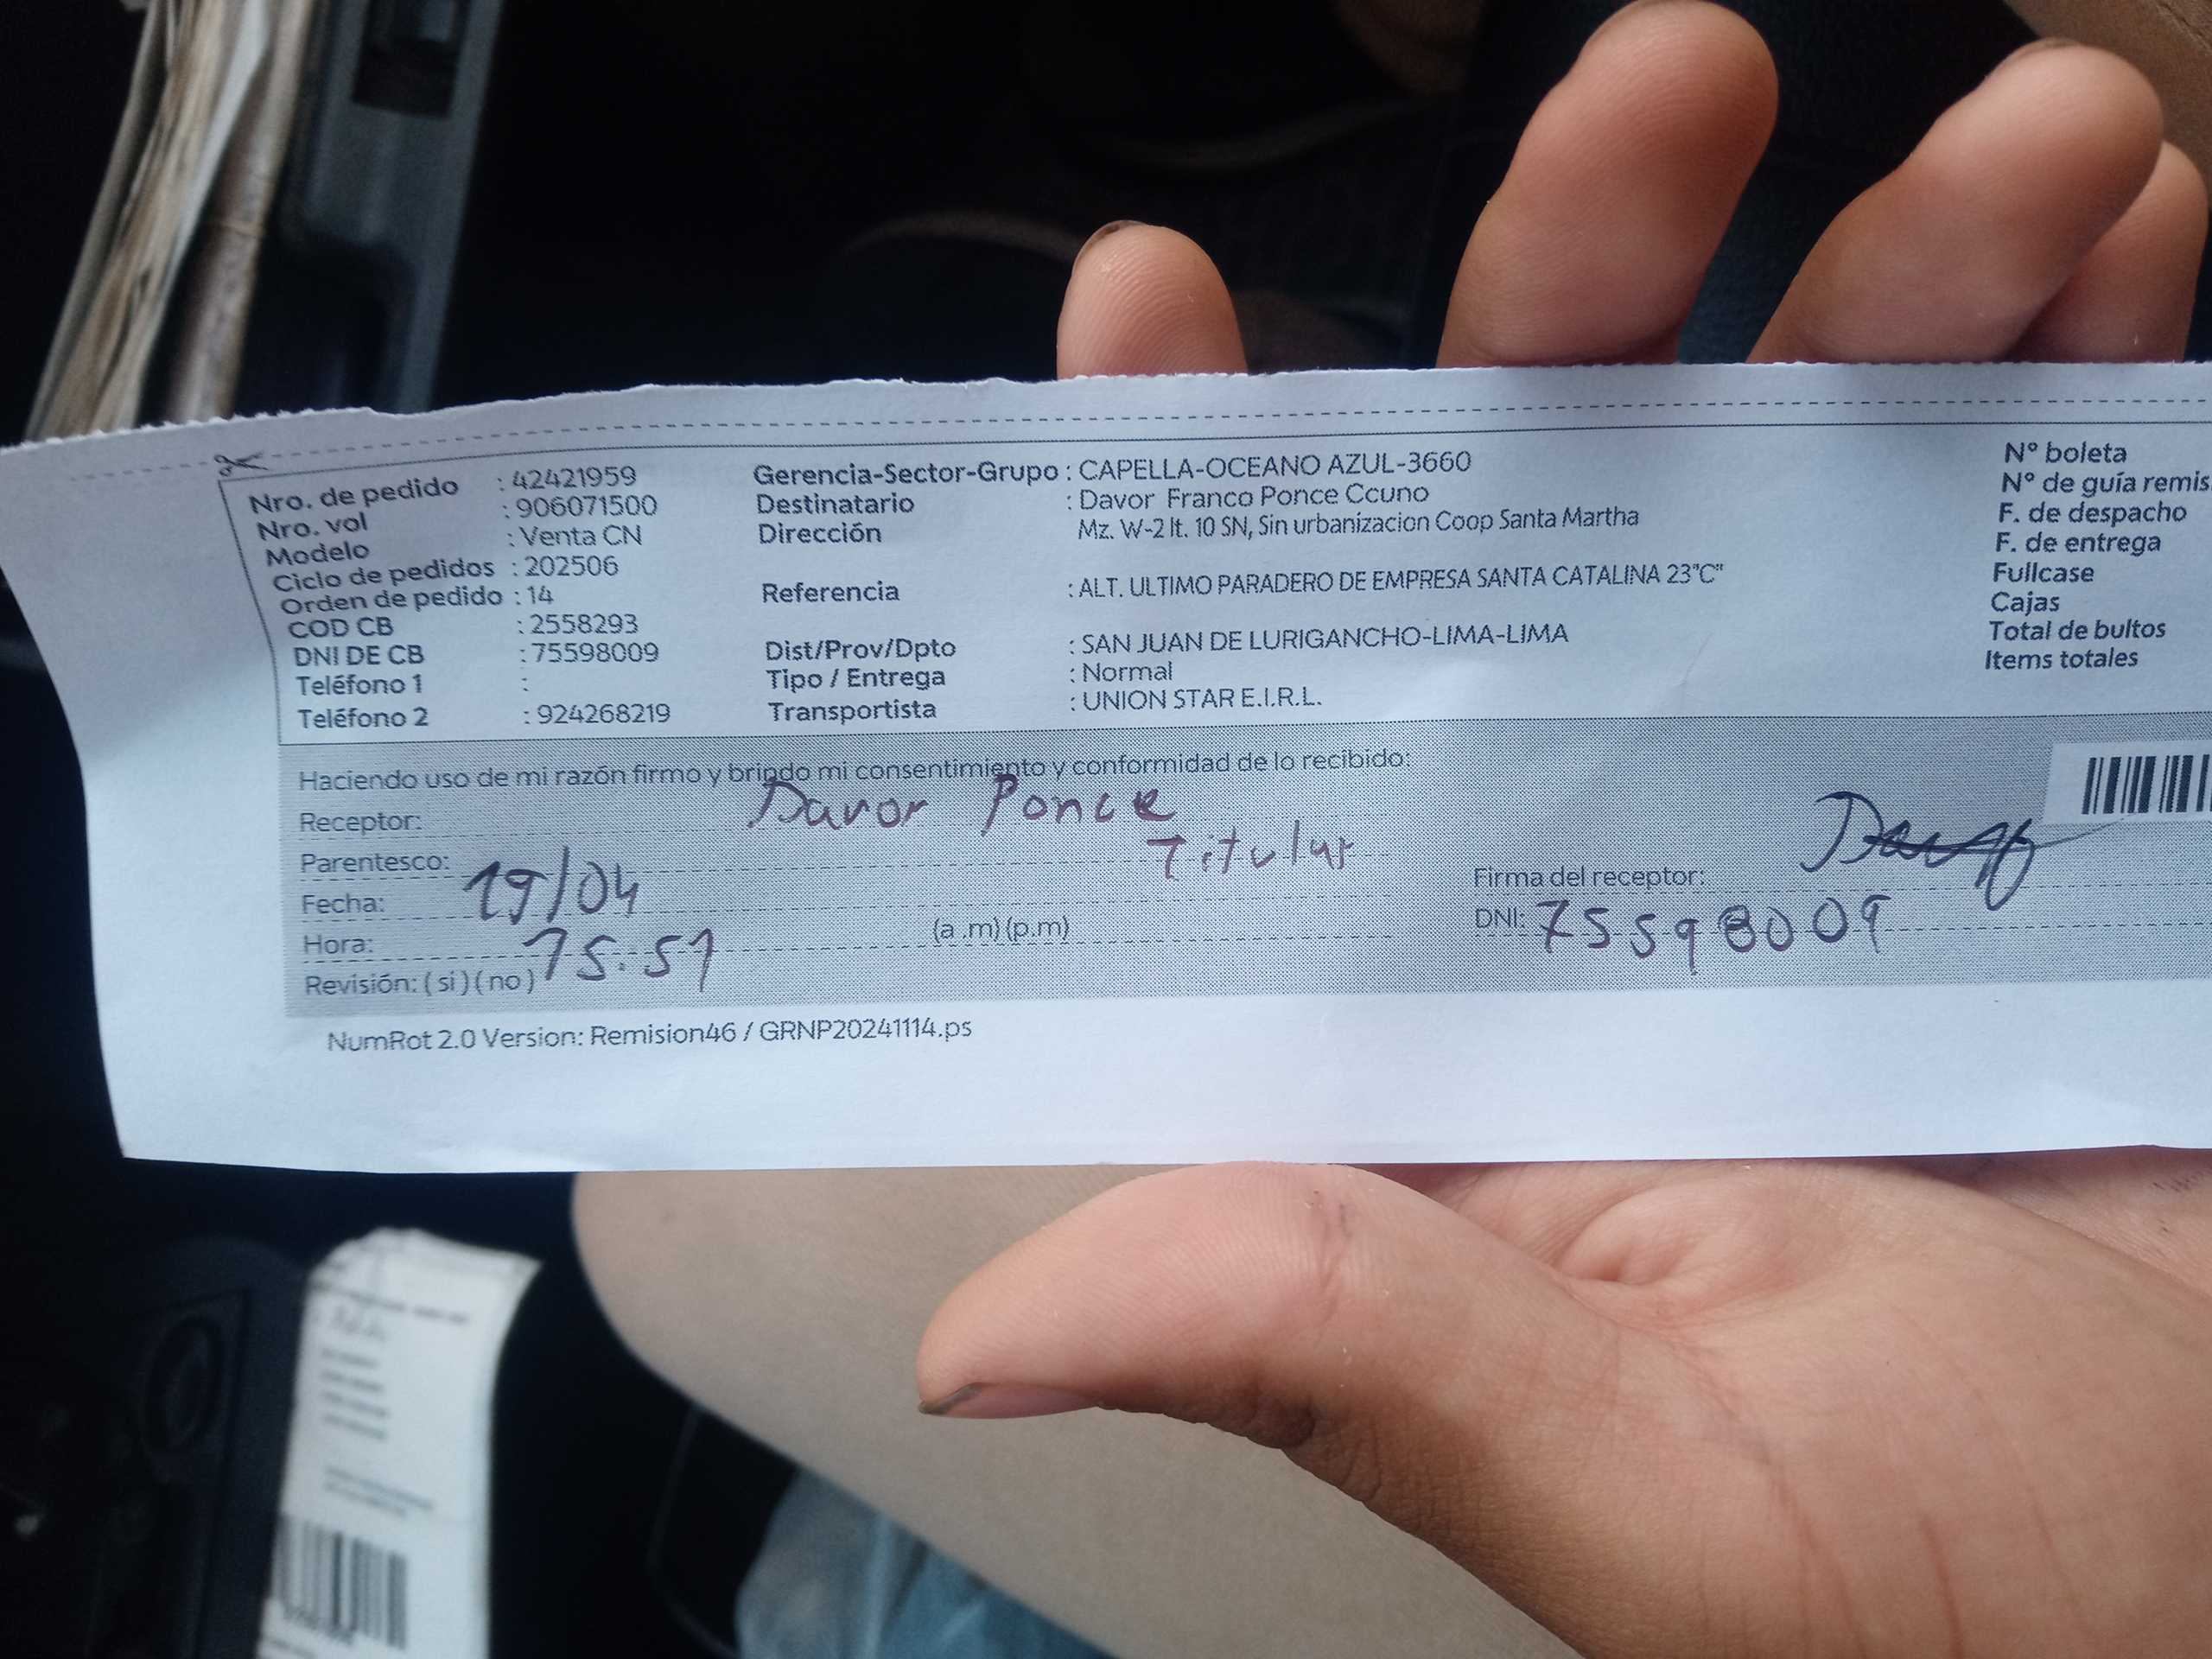 Nro. de pedido : 42421959
Nro. vol : 906071500
Modelo : Venta CN
Ciclo de pedidos : 202506
Orden de pedido : 14
COD CB : 2558293
DNI DE CB : 75598009
Teléfono 1 :
Teléfono 2 : 924268219
Gerencia-Sector-Grupo : CAPELLA-OCEANO AZUL-3660
Destinatario : Davor Franco Ponce Ccuno
Dirección Mz. W-2 lt. 10 SN, Sin urbanizacion Coop Santa Martha
Referencia : ALT. ULTIMO PARADERO DE EMPRESA SANTA CATALINA 23"C"
Dist/Prov/Dpto : SAN JUAN DE LURIGANCHO-LIMA-LIMA
Tipo / Entrega : Normal
Transportista : UNION STAR E.I.R.L.
N° boleta
N° de guía remis
F. de despacho
F. de entrega
Fullcase
Cajas
Total de bultos
Items totales
Haciendo uso de mi razón firmo y brindo mi consentimiento y conformidad de lo recibido:
Receptor: Davor Ponce
Parentesco: Titular
Fecha: 19/04
Hora: 15:51 (a .m) (p.m)
Revisión: ( si ) ( no )
Firma del receptor:
DNI: 75598009
NumRot 2.0 Version: Remision46 / GRNP20241114.ps